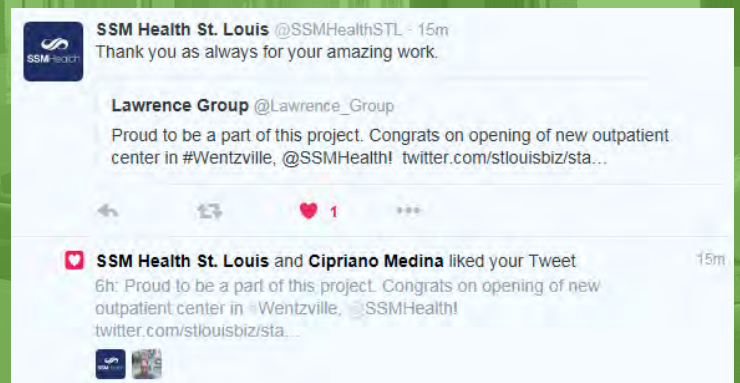 SSM Health St. Louis @SSMHealthSTL · 15m
SSMHealth
Thank you as always for your amazing work.
Lawrence Group @Lawrence_Group
Proud to be a part of this project. Congrats on opening of new outpatient
center in #Wentzville, @SSMHealth! twitter.com/stlouisbiz/sta...
1
SSM Health St. Louis and Cipriano Medina liked your Tweet 15m
6h: Proud to be a part of this project. Congrats on opening of new
outpatient center in #Wentzville, @SSMHealth!
twitter.com/stlouisbiz/sta...